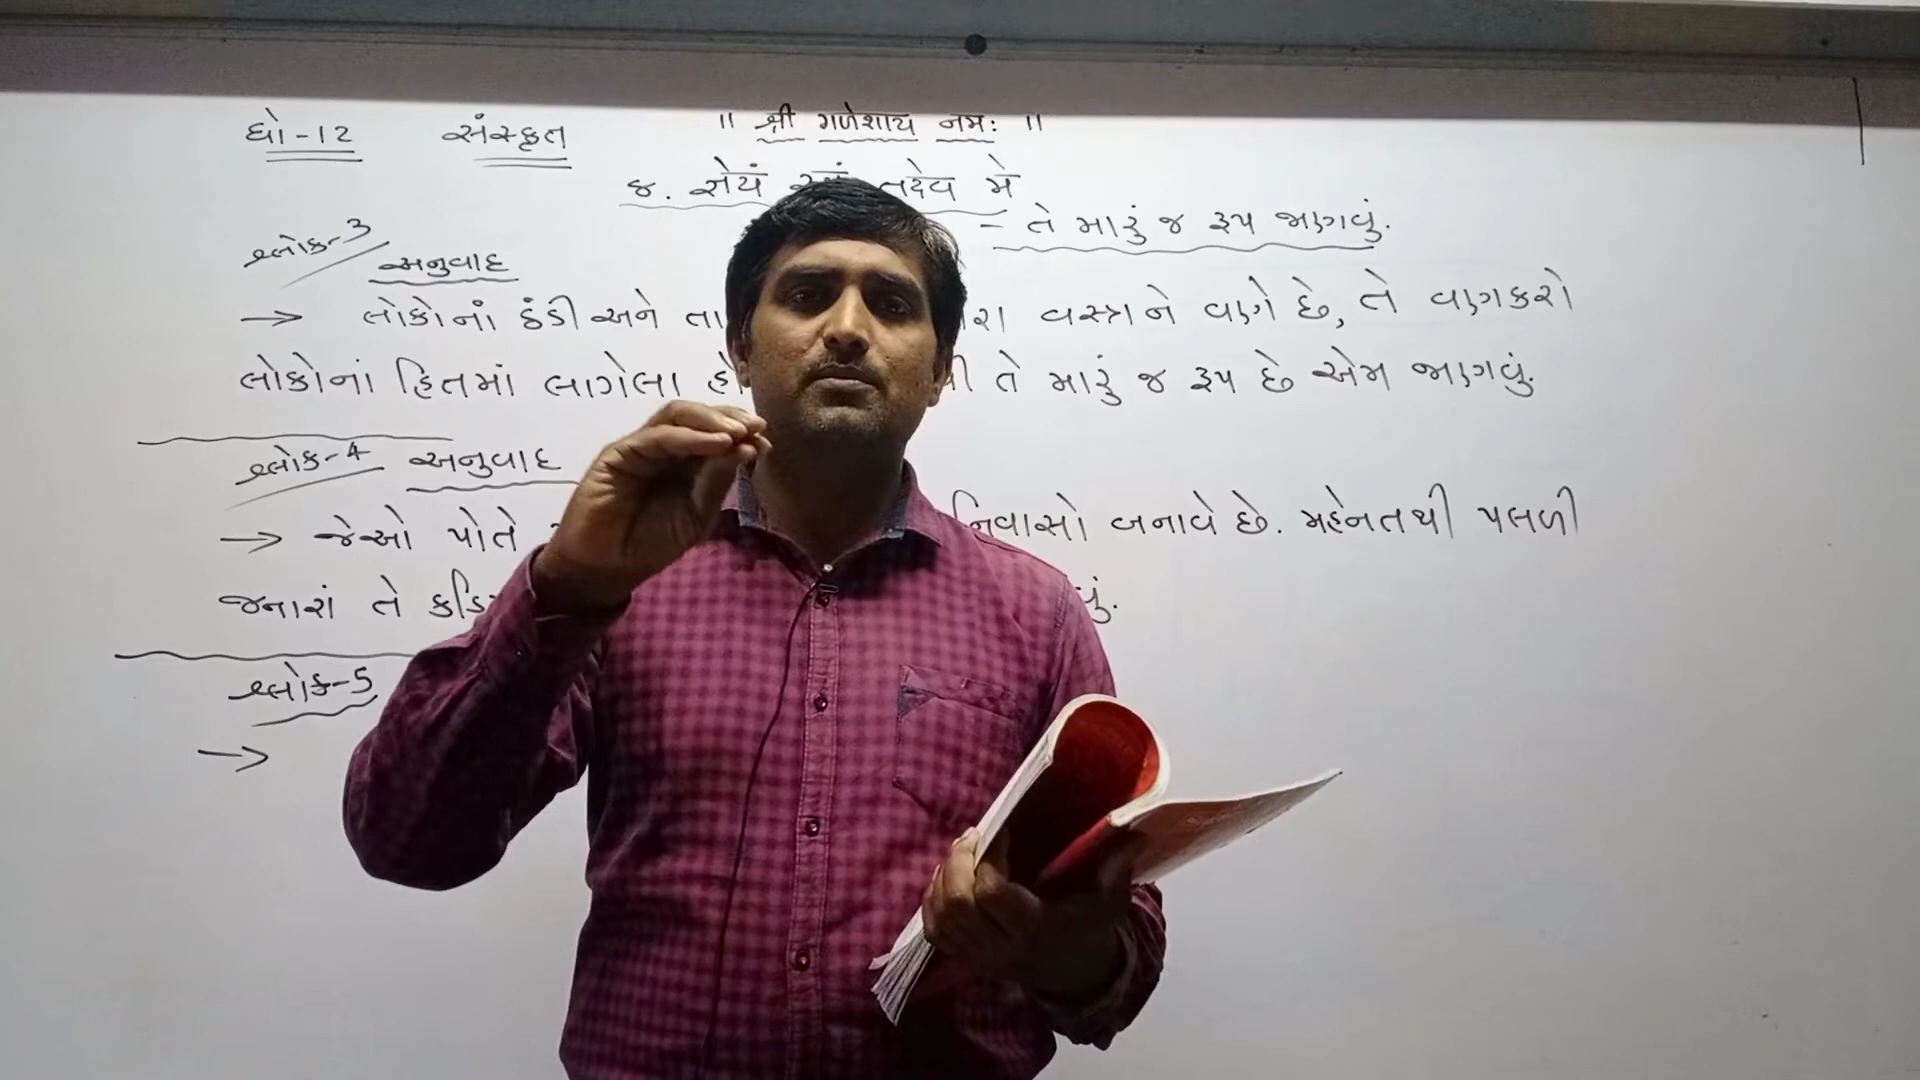 ધો-12 સંસ્કૃત ॥ શ્રી ગણેશાય નમઃ ॥
૪. જ્ઞેયં તદેવ મે
- તે મારું જ રૂપ જાણવું.
શ્લોક-3
અનુવાદ
→ લોકોનાં ઠંડી અને વસ્ત્રને વણે છે, તે વણકરો
લોકોનાં હિતમાં લાગેલા તે મારું જ રૂપ છે એમ જાણવું.
શ્લોક-4 અનુવાદ
→ જેઓ પોતે નિવાસો બનાવે છે. મહેનતથી પલળી
જનારાં તે
શ્લોક-5
→